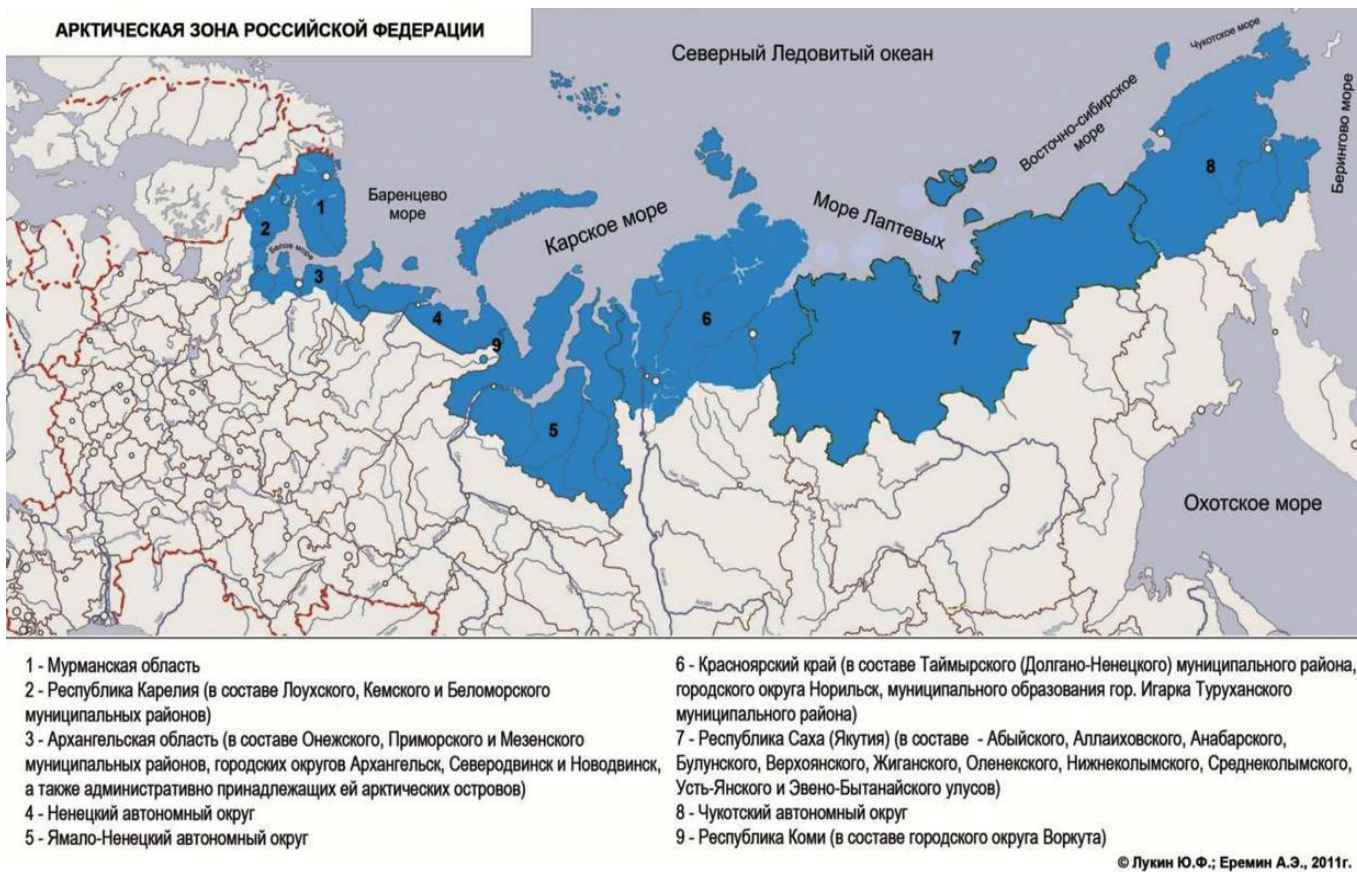 АРКТИЧЕСКАЯ ЗОНА РОССИЙСКОЙ ФЕДЕРАЦИИ
Северный Ледовитый океан
Чукотское море
Восточно-сибирское
море
Берингово море
Баренцево
море
Карское море
Море Лаптевых
Белое море
Охотское море
1
2
3
4
9
5
6
7
8
1 - Мурманская область
2 - Республика Карелия (в составе Лоухского, Кемского и Беломорского
муниципальных районов)
3 - Архангельская область (в составе Онежского, Приморского и Мезенского
муниципальных районов, городских округов Архангельск, Северодвинск и Новодвинск,
а также административно принадлежащих ей арктических островов)
4 - Ненецкий автономный округ
5 - Ямало-Ненецкий автономный округ
6 - Красноярский край (в составе Таймырского (Долгано-Ненецкого) муниципального района,
городского округа Норильск, муниципального образования гор. Игарка Туруханского
муниципального района)
7 - Республика Саха (Якутия) (в составе - Абыйского, Аллаиховского, Анабарского,
Булунского, Верхоянского, Жиганского, Оленекского, Нижнеколымского, Среднеколымского,
Усть-Янского и Эвено-Бытанайского улусов)
8 - Чукотский автономный округ
9 - Республика Коми (в составе городского округа Воркута)
© Лукин Ю.Ф.; Еремин А.Э., 2011г.